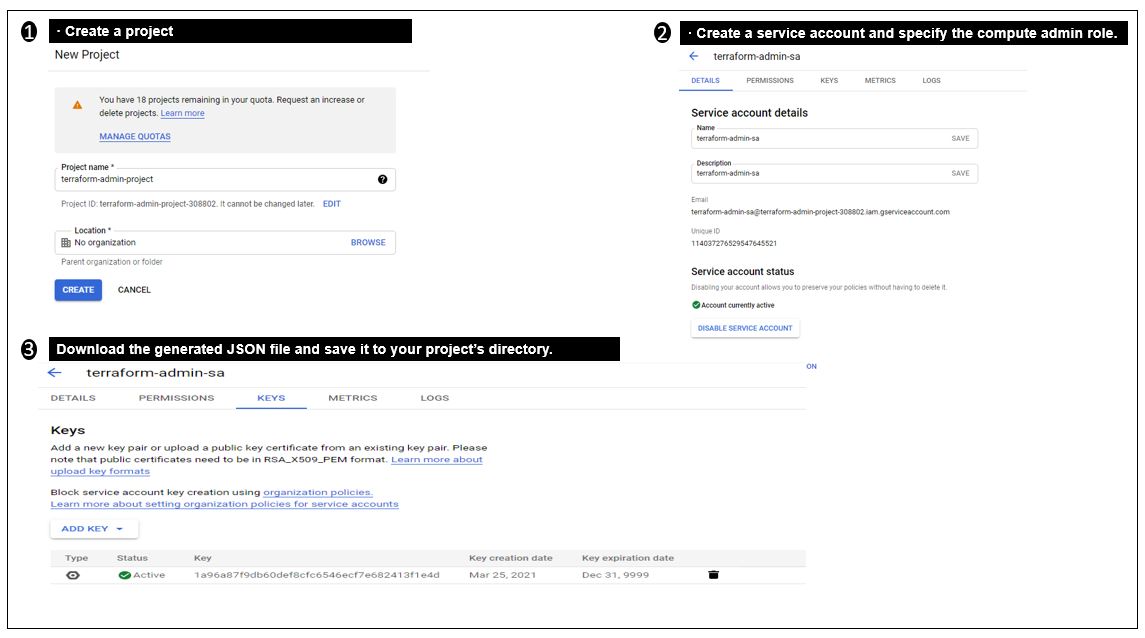 1 · Create a project
New Project
You have 18 projects remaining in your quota. Request an increase or
delete projects. Learn more
MANAGE QUOTAS
Project name *
terraform-admin-project
Project ID: terraform-admin-project-308802. It cannot be changed later. EDIT
Location *
No organization BROWSE
Parent organization or folder
CREATE CANCEL
2 · Create a service account and specify the compute admin role.
terraform-admin-sa
DETAILS PERMISSIONS KEYS METRICS LOGS
Service account details
Name
terraform-admin-sa SAVE
Description
terraform-admin-sa SAVE
Email
terraform-admin-sa@terraform-admin-project-308802.iam.gserviceaccount.com
Unique ID
114037276529547645521
Service account status
Disabling your account allows you to preserve your policies without having to delete it.
Account currently active
DISABLE SERVICE ACCOUNT
ON
3 Download the generated JSON file and save it to your project's directory.
terraform-admin-sa
DETAILS PERMISSIONS KEYS METRICS LOGS
Keys
Add a new key pair or upload a public key certificate from an existing key pair. Please
note that public certificates need to be in RSA_X509_PEM format. Learn more about
upload key formats
Block service account key creation using organization policies.
Learn more about setting organization policies for service accounts
ADD KEY
Type Status Key Key creation date Key expiration date
Active 1a96a87f9db60def8cfc6546ecf7e682413f1e4d Mar 25, 2021 Dec 31, 9999